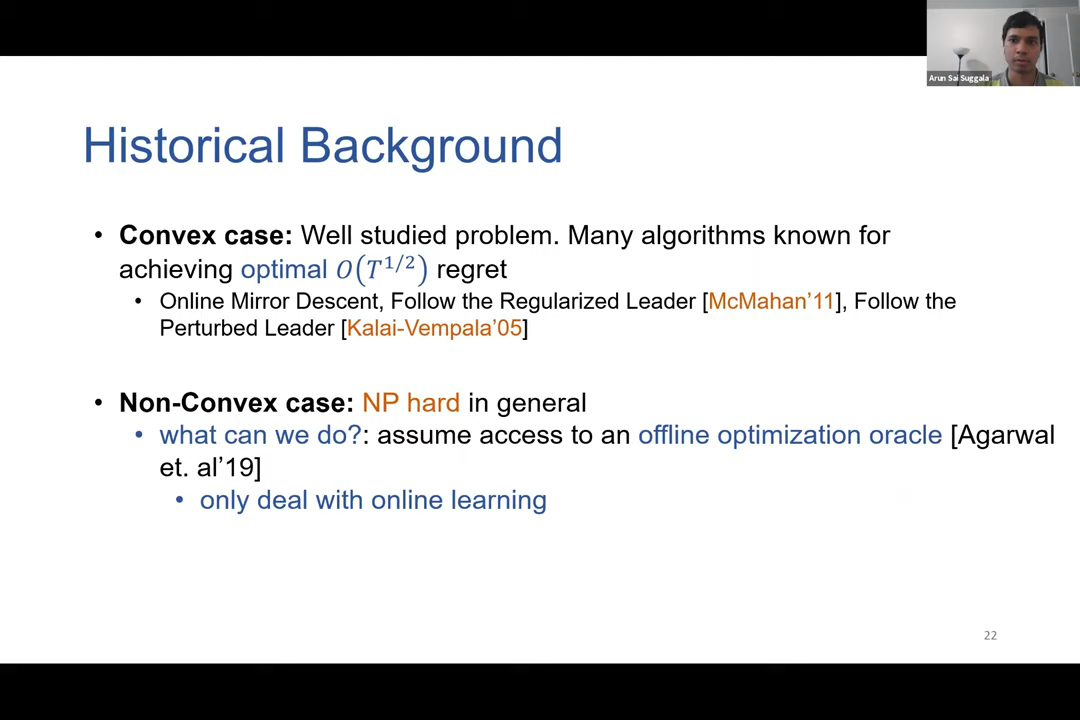 Arun Sai Suggala
Historical Background
• Convex case: Well studied problem. Many algorithms known for
achieving optimal O(T^{1/2}) regret
• Online Mirror Descent, Follow the Regularized Leader [McMahan’11], Follow the
Perturbed Leader [Kalai-Vempala’05]
• Non-Convex case: NP hard in general
• what can we do?: assume access to an offline optimization oracle [Agarwal
et. al’19]
• only deal with online learning
22